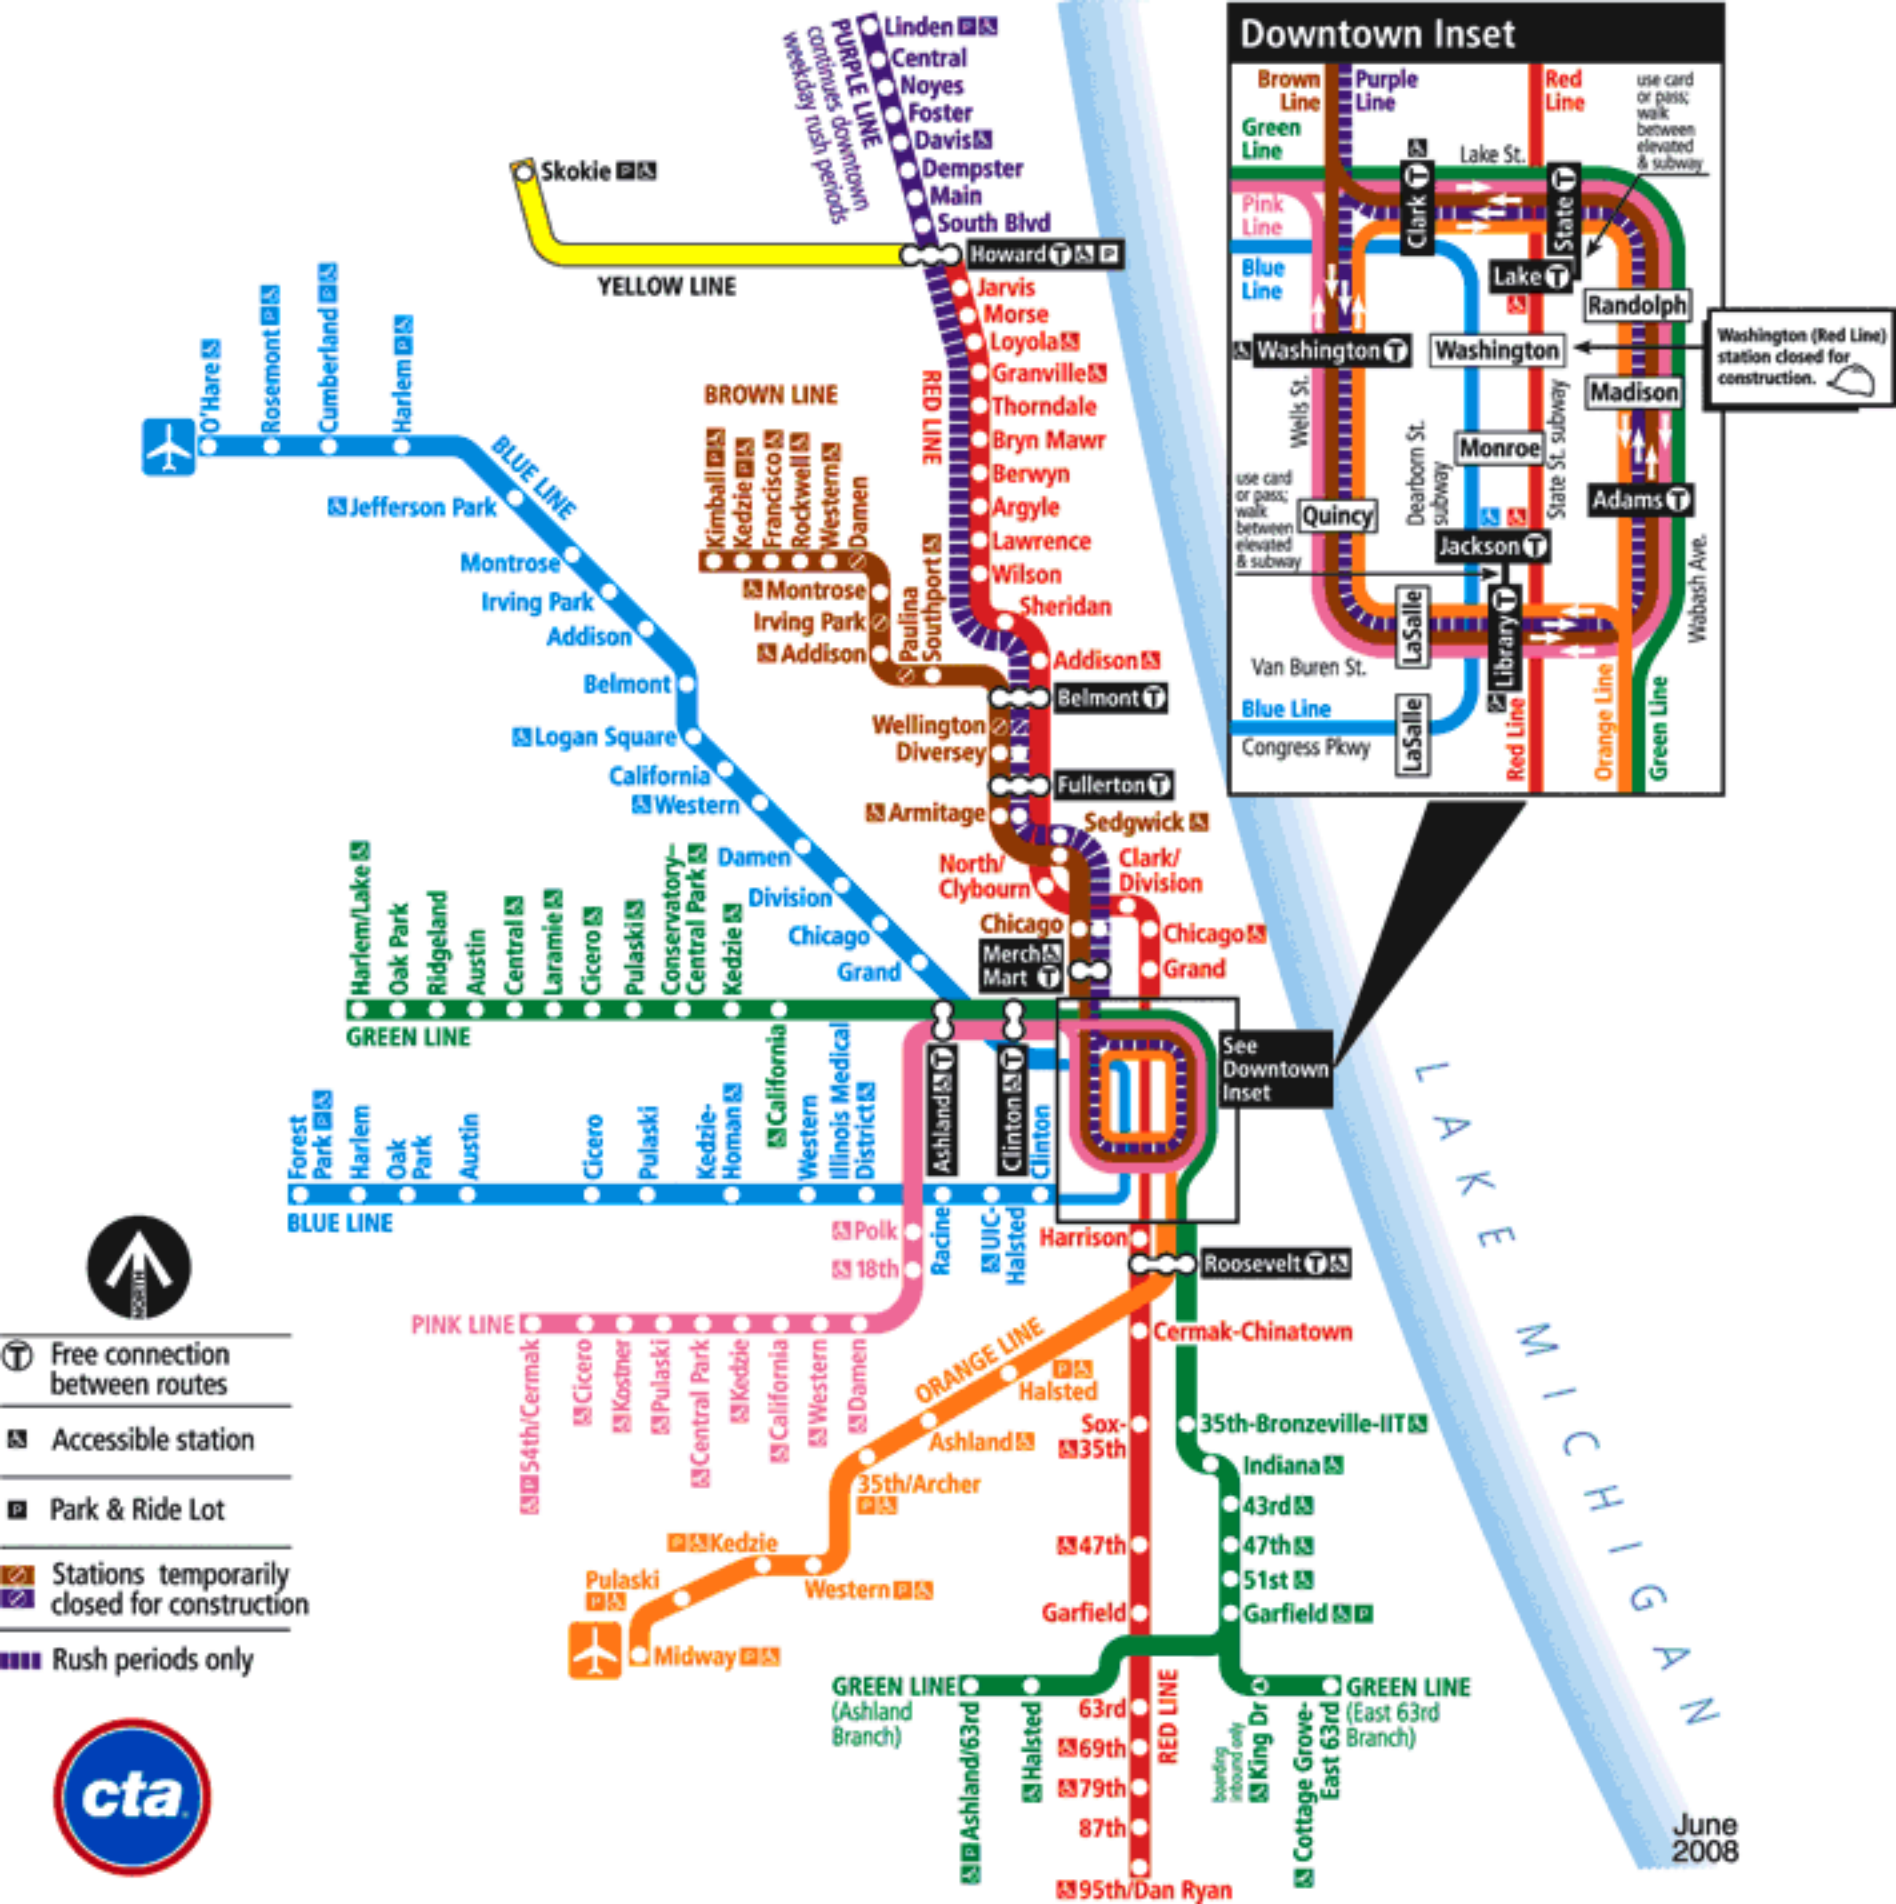 Linden P
Central
Noyes
Foster
Davis
Dempster
Main
South Blvd
PURPLE LINE
continues downtown
weekday rush periods
Skokie P
YELLOW LINE
Howard T P
Jarvis
Morse
Loyola
Granville
Thorndale
Bryn Mawr
Berwyn
Argyle
Lawrence
Wilson
Sheridan
Addison
RED LINE
Belmont T
Fullerton T
O'Hare
Rosemont P
Cumberland P
Harlem P
BLUE LINE
Jefferson Park
Montrose
Irving Park
Addison
Belmont
Logan Square
California
Western
Damen
Division
Chicago
Grand
BROWN LINE
Kimball P
Kedzie P
Francisco
Rockwell
Western
Damen
Montrose
Irving Park
Addison
Paulina
Southport
Wellington
Diversey
Armitage
Sedgwick
North/
Clybourn
Clark/
Division
Chicago
Chicago
Merch
Mart T
Grand
Harlem/Lake
Oak Park
Ridgeland
Austin
Central
Laramie
Cicero
Pulaski
Conservatory–
Central Park
Kedzie
California
GREEN LINE
Ashland T
Clinton T
See
Downtown
Inset
Forest
Park P
Harlem
Oak
Park
Austin
Cicero
Pulaski
Kedzie-
Homan
Western
Illinois Medical
District
Racine
UIC-
Halsted
Clinton
BLUE LINE
Polk
18th
PINK LINE
P 54th/Cermak
Cicero
Kostner
Pulaski
Central Park
Kedzie
California
Western
Damen
Harrison
Roosevelt T
Cermak-Chinatown
ORANGE LINE
P
Halsted
Ashland
35th/Archer
P
P Kedzie
Western P
Pulaski
P
Midway P
Sox-
35th
47th
Garfield
63rd
69th
79th
87th
95th/Dan Ryan
RED LINE
35th-Bronzeville-IIT
Indiana
43rd
47th
51st
Garfield P
GREEN LINE
(Ashland
Branch)
P Ashland/63rd
Halsted
boarding
inbound only
King Dr
Cottage Grove-
East 63rd
GREEN LINE
(East 63rd
Branch)
Downtown Inset
Brown
Line
Purple
Line
Red
Line
use card
or pass;
walk
between
elevated
& subway
Green
Line
Lake St.
Clark T
State T
Pink
Line
Lake T
Blue
Line
Randolph
Washington T
Washington
Washington (Red Line)
station closed for
construction.
Madison
Wells St.
Monroe
Dearborn St.
subway
State St. subway
use card
or pass;
walk
between
elevated
& subway
Quincy
Adams T
Jackson T
Wabash Ave.
LaSalle
Library T
Van Buren St.
Blue Line
Congress Pkwy
LaSalle
Red Line
Orange Line
Green Line
LAKE MICHIGAN
NORTH
T Free connection
between routes
Accessible station
P Park & Ride Lot
Stations temporarily
closed for construction
Rush periods only
cta
June
2008